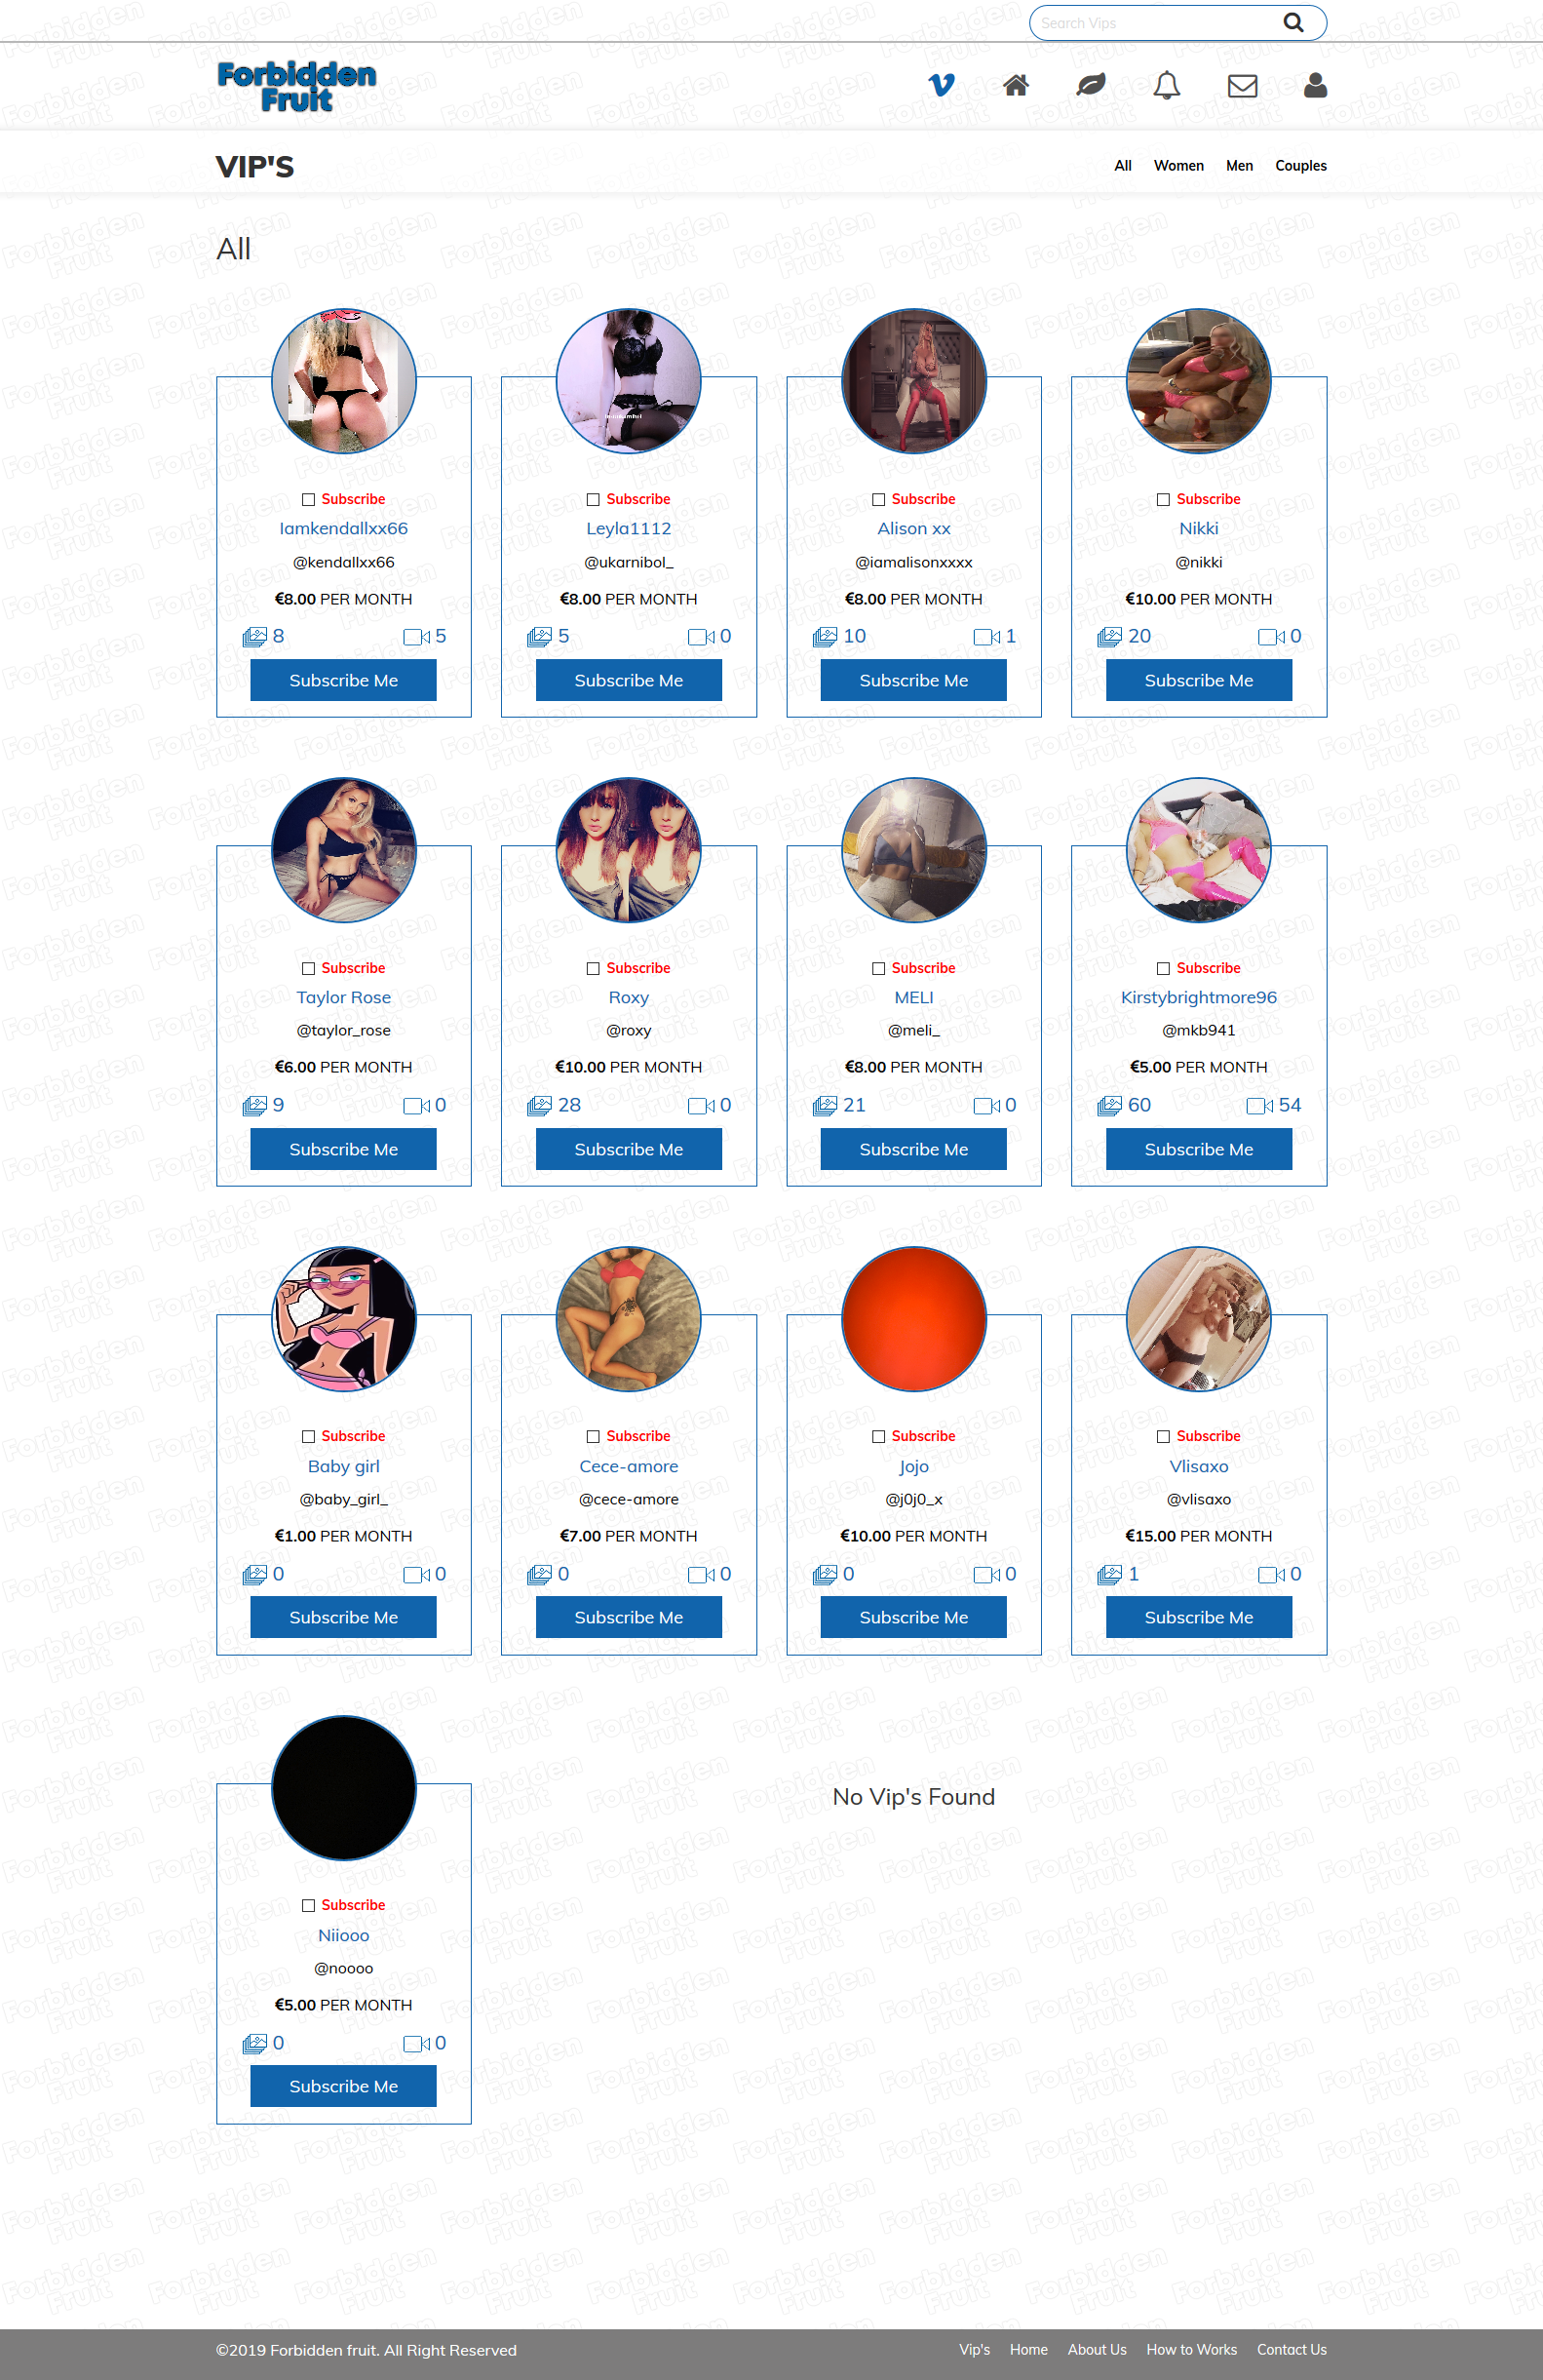 Search Vips
Forbidden
Fruit
VIP'S
All Women Men Couples
All
Subscribe Subscribe Subscribe Subscribe
Iamkendallxx66 Leyla1112 Alison xx Nikki
@kendallxx66 @ukarnibol_ @iamalisonxxxx @nikki
€8.00 PER MONTH €8.00 PER MONTH €8.00 PER MONTH €10.00 PER MONTH
8 5 5 0 10 1 20 0
Subscribe Me Subscribe Me Subscribe Me Subscribe Me
Subscribe Subscribe Subscribe Subscribe
Taylor Rose Roxy MELI Kirstybrightmore96
@taylor_rose @roxy @meli_ @mkb941
€6.00 PER MONTH €10.00 PER MONTH €8.00 PER MONTH €5.00 PER MONTH
9 0 28 0 21 0 60 54
Subscribe Me Subscribe Me Subscribe Me Subscribe Me
Subscribe Subscribe Subscribe Subscribe
Baby girl Cece-amore Jojo Vlisaxo
@baby_girl_ @cece-amore @j0j0_x @vlisaxo
€1.00 PER MONTH €7.00 PER MONTH €10.00 PER MONTH €15.00 PER MONTH
0 0 0 0 0 0 1 0
Subscribe Me Subscribe Me Subscribe Me Subscribe Me
No Vip's Found
Subscribe
Niiooo
@noooo
€5.00 PER MONTH
0 0
Subscribe Me
©2019 Forbidden fruit. All Right Reserved Vip's Home About Us How to Works Contact Us